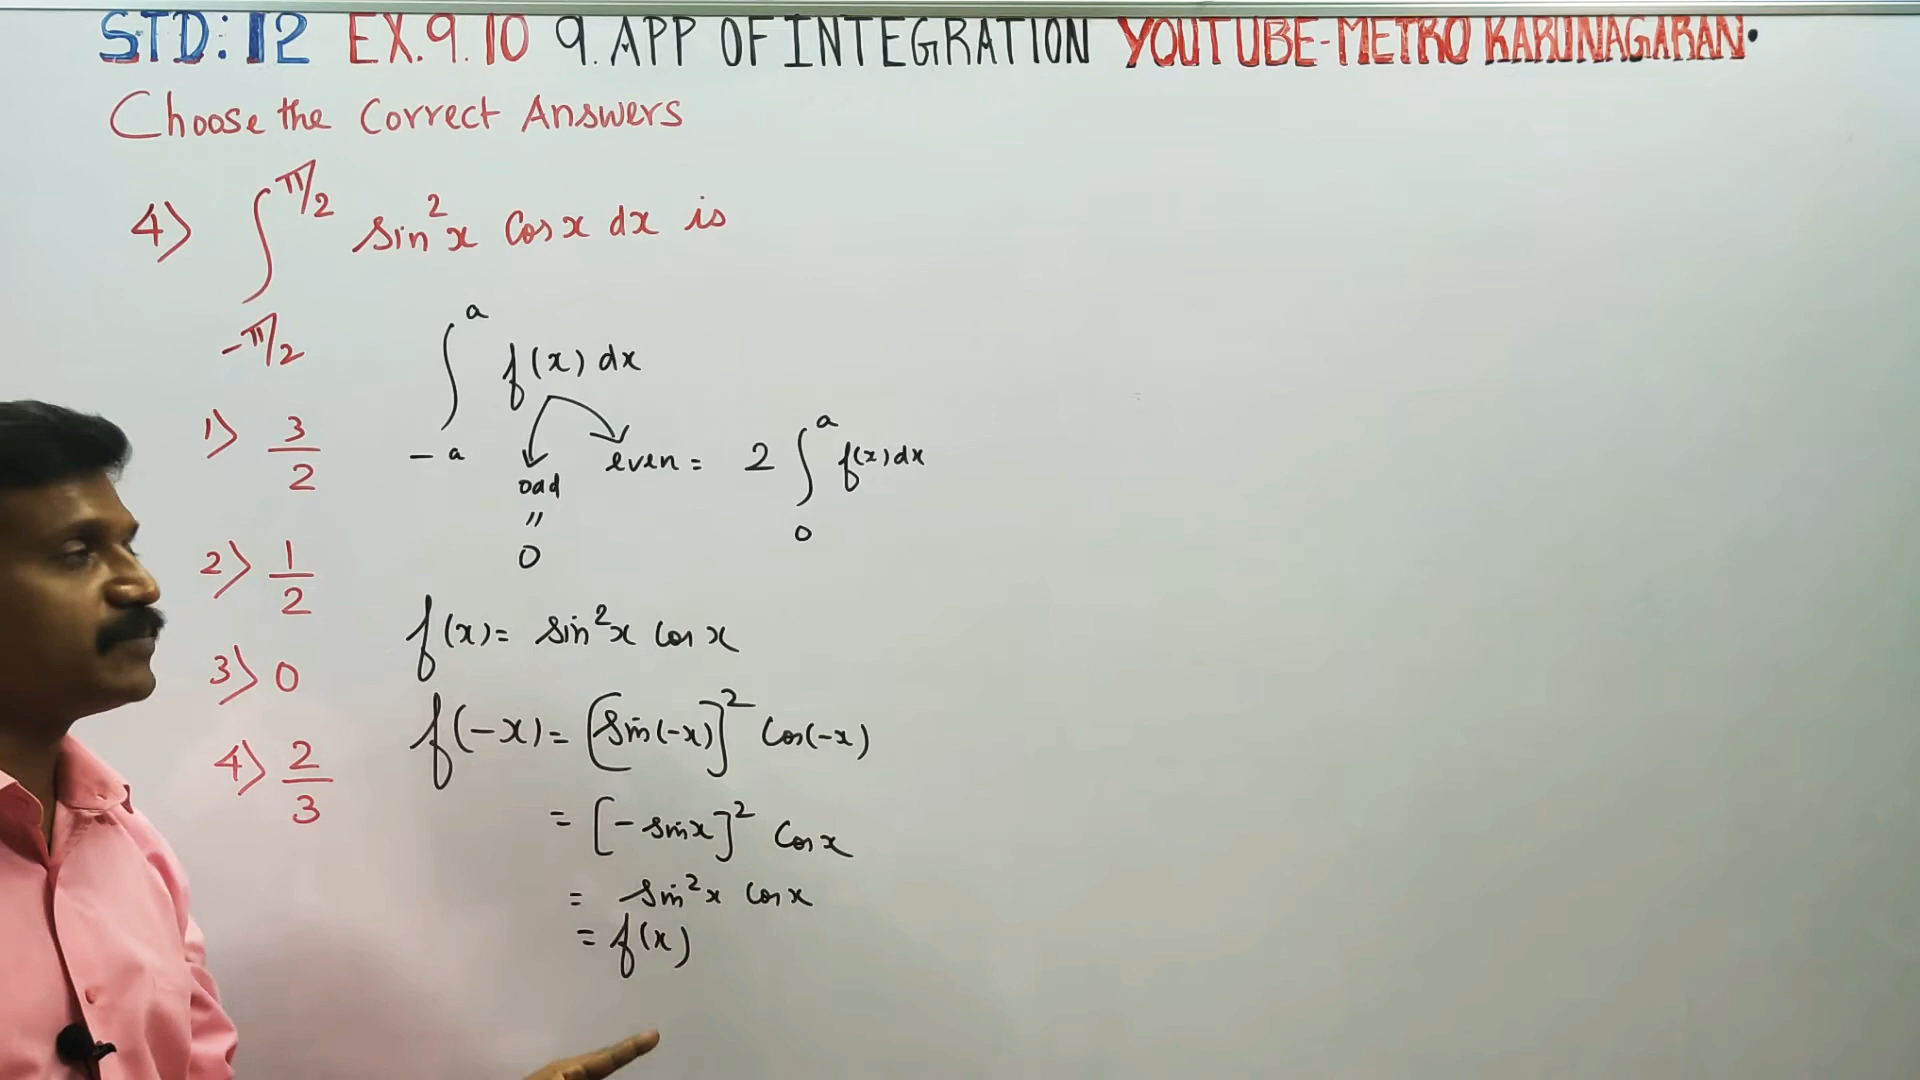 STD: 12 EX.9.10 9. APP OF INTEGRATION YOUTUBE-METRO KARUNAGARAN.
Choose the Correct Answers
4) ∫_{-π/2}^{π/2} sin²x Cos x dx is
∫_{-a}^{a} f(x) dx
odd
"
0
even = 2 ∫_{0}^{a} f(x) dx
1) 3/2
2) 1/2
3) 0
4) 2/3
f(x) = sin²x cos x
f(-x) = [sin(-x)]² Cos(-x)
= [-sin x]² Cos x
= sin²x Cos x
= f(x)